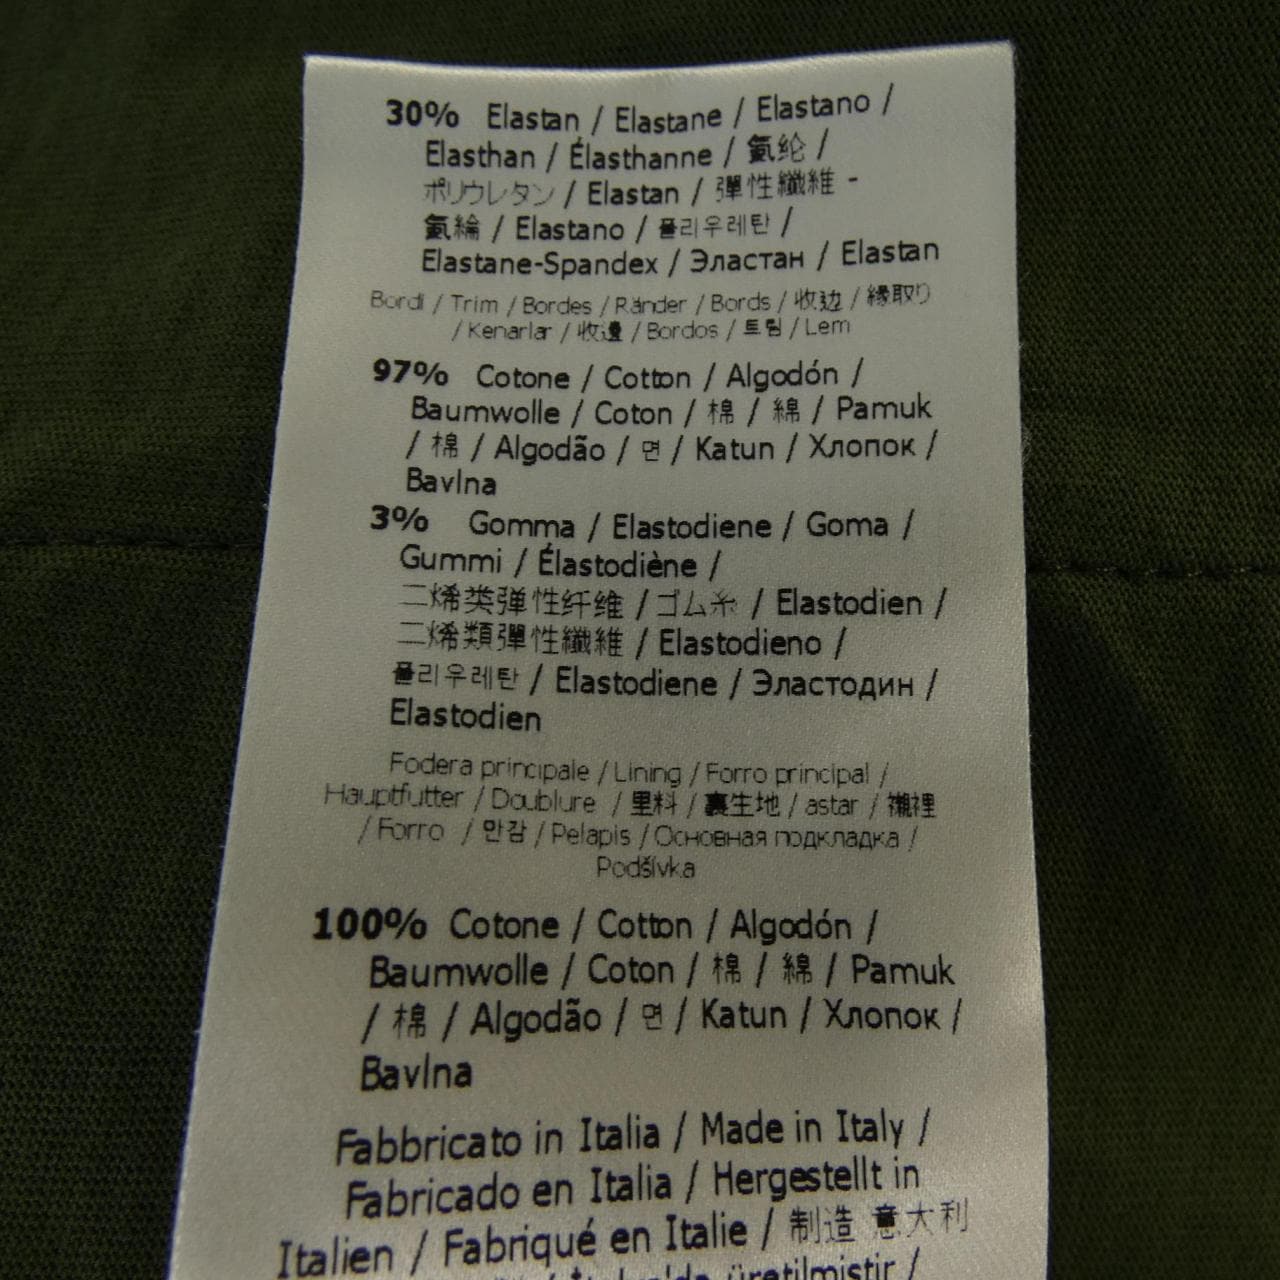 30% Elastan / Elastane / Elastano /
Elasthan / Élasthanne / 氨纶 /
ポリウレタン / Elastan / 彈性纖維 -
氨綸 / Elastano / 폴리우레탄 /
Elastane-Spandex / Эластан / Elastan
Bordi / Trim / Bordes / Ränder / Bords / 收边 / 縁取り
/ Kenarlar / 收邊 / Bordos / 트림 / Lem
97% Cotone / Cotton / Algodón /
Baumwolle / Coton / 棉 / 綿 / Pamuk
/ 棉 / Algodão / 면 / Katun / Хлопок /
Bavlna
3% Gomma / Elastodiene / Goma /
Gummi / Élastodiène /
二烯类弹性纤维 / ゴム糸 / Elastodien /
二烯類彈性纖維 / Elastodieno /
폴리우레탄 / Elastodiene / Эластодин /
Elastodien
Fodera principale / Lining / Forro principal /
Hauptfutter / Doublure / 里料 / 裏生地 / astar / 襯裡
/ Forro / 안감 / Pelapis / Основная подкладка /
Podšívka
100% Cotone / Cotton / Algodón /
Baumwolle / Coton / 棉 / 綿 / Pamuk
/ 棉 / Algodão / 면 / Katun / Хлопок /
Bavlna
Fabbricato in Italia / Made in Italy /
Fabricado en Italia / Hergestellt in
Italien / Fabriqué en Italie / 制造 意大利
üretilmiştir /